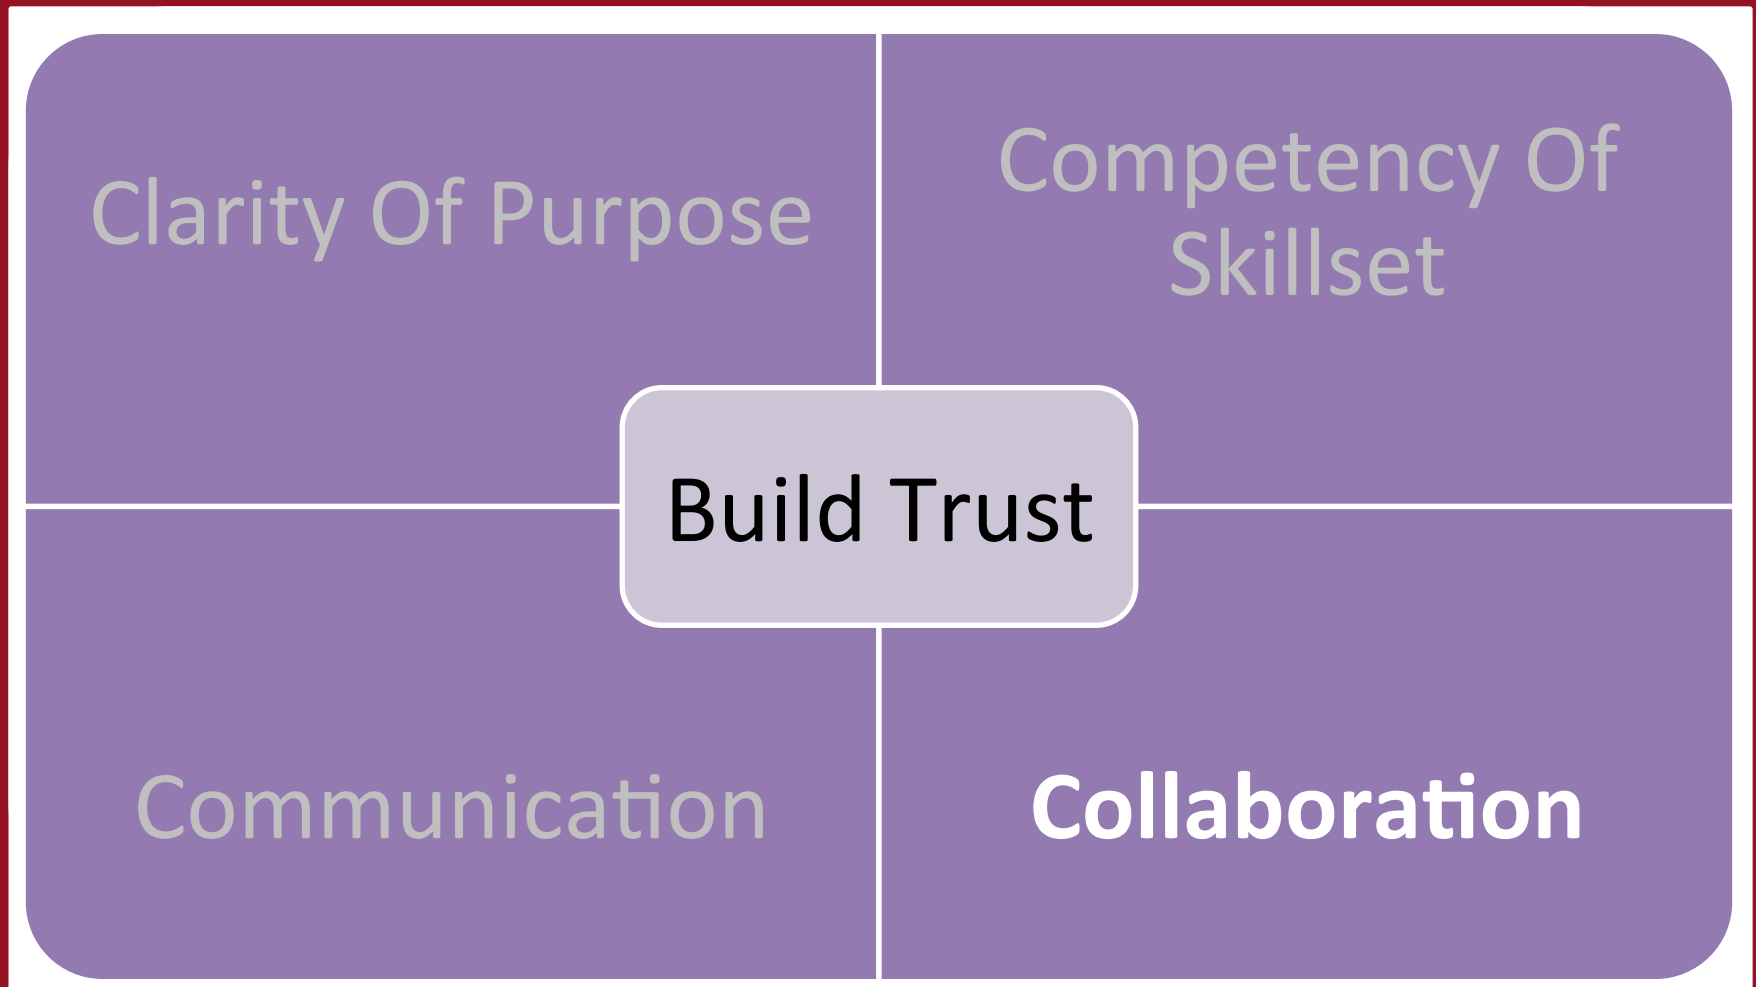 Clarity Of Purpose
Competency Of
Skillset
Build Trust
Communication
Collaboration